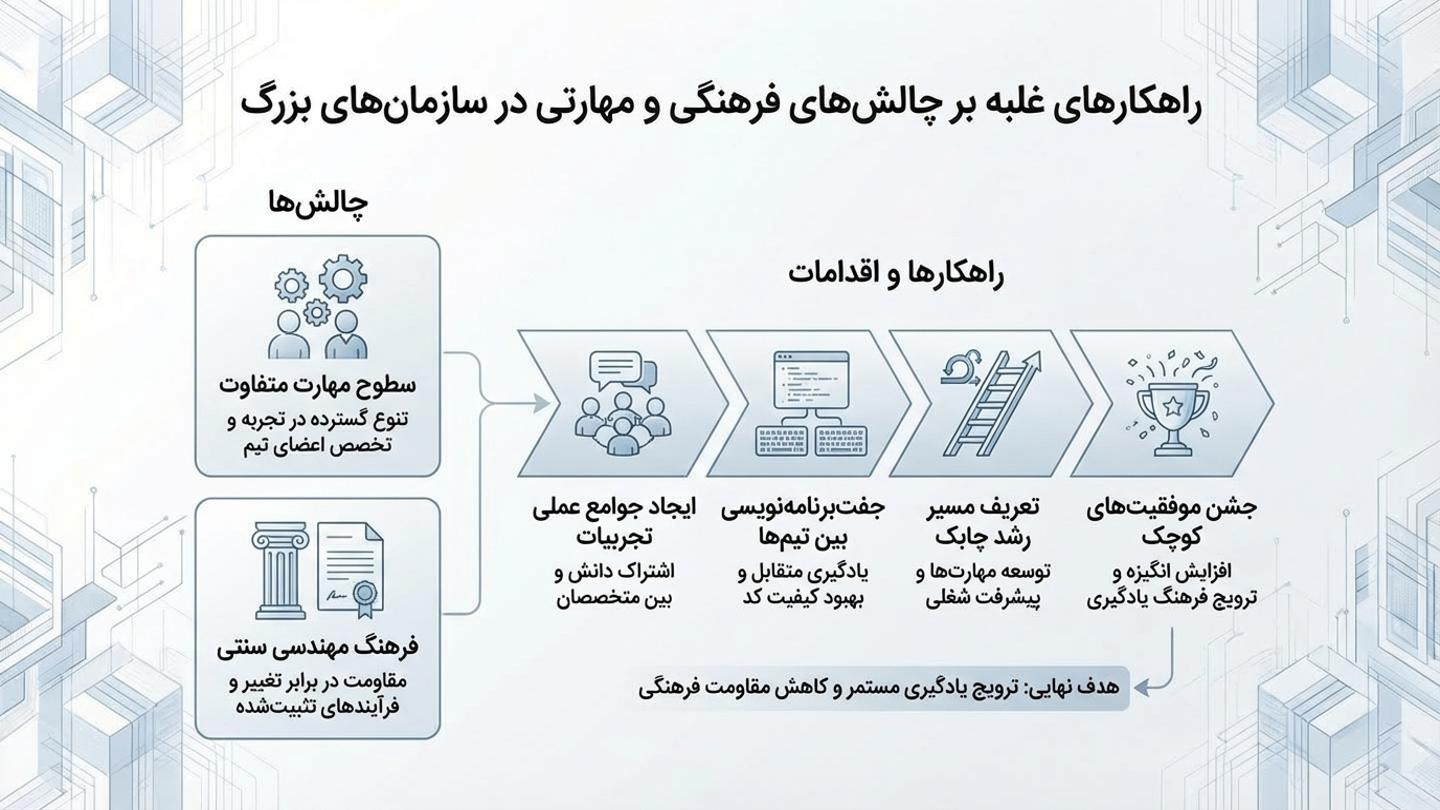 راهکارهای غلبه بر چالش‌های فرهنگی و مهارتی در سازمان‌های بزرگ
چالش‌ها
سطوح مهارت متفاوت
تنوع گسترده در تجربه و
تخصص اعضای تیم
فرهنگ مهندسی سنتی
مقاومت در برابر تغییر و
فرآیندهای تثبیت‌شده
راهکارها و اقدامات
ایجاد جوامع عملی
تجربیات
اشتراک دانش و
بین متخصصان
جفت‌برنامه‌نویسی
بین تیم‌ها
یادگیری متقابل و
بهبود کیفیت کد
تعریف مسیر
رشد چابک
توسعه مهارت‌ها و
پیشرفت شغلی
جشن موفقیت‌های
کوچک
افزایش انگیزه و
ترویج فرهنگ یادگیری
هدف نهایی: ترویج یادگیری مستمر و کاهش مقاومت فرهنگی